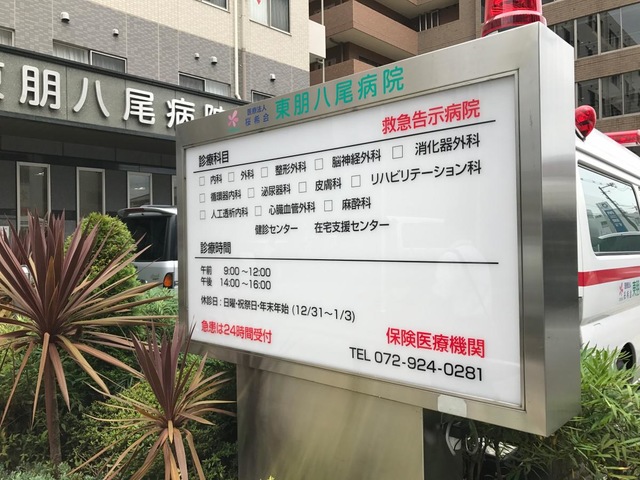 東朋八尾病院
医療法人
桜希会
東朋八尾病院
救急告示病院
診療科目
□ 内科 □ 外科 □ 整形外科 □ 脳神経外科 □ 消化器外科
□ 循環器内科 □ 泌尿器科 □ 皮膚科 □ リハビリテーション科
□ 人工透析内科 □ 心臓血管外科 □ 麻酔科
健診センター 在宅支援センター
診療時間
午前 9:00～12:00
午後 14:00～16:00
休診日:日曜・祝祭日・年末年始 (12/31～1/3)
急患は24時間受付
保険医療機関
TEL 072-924-0281
東朋